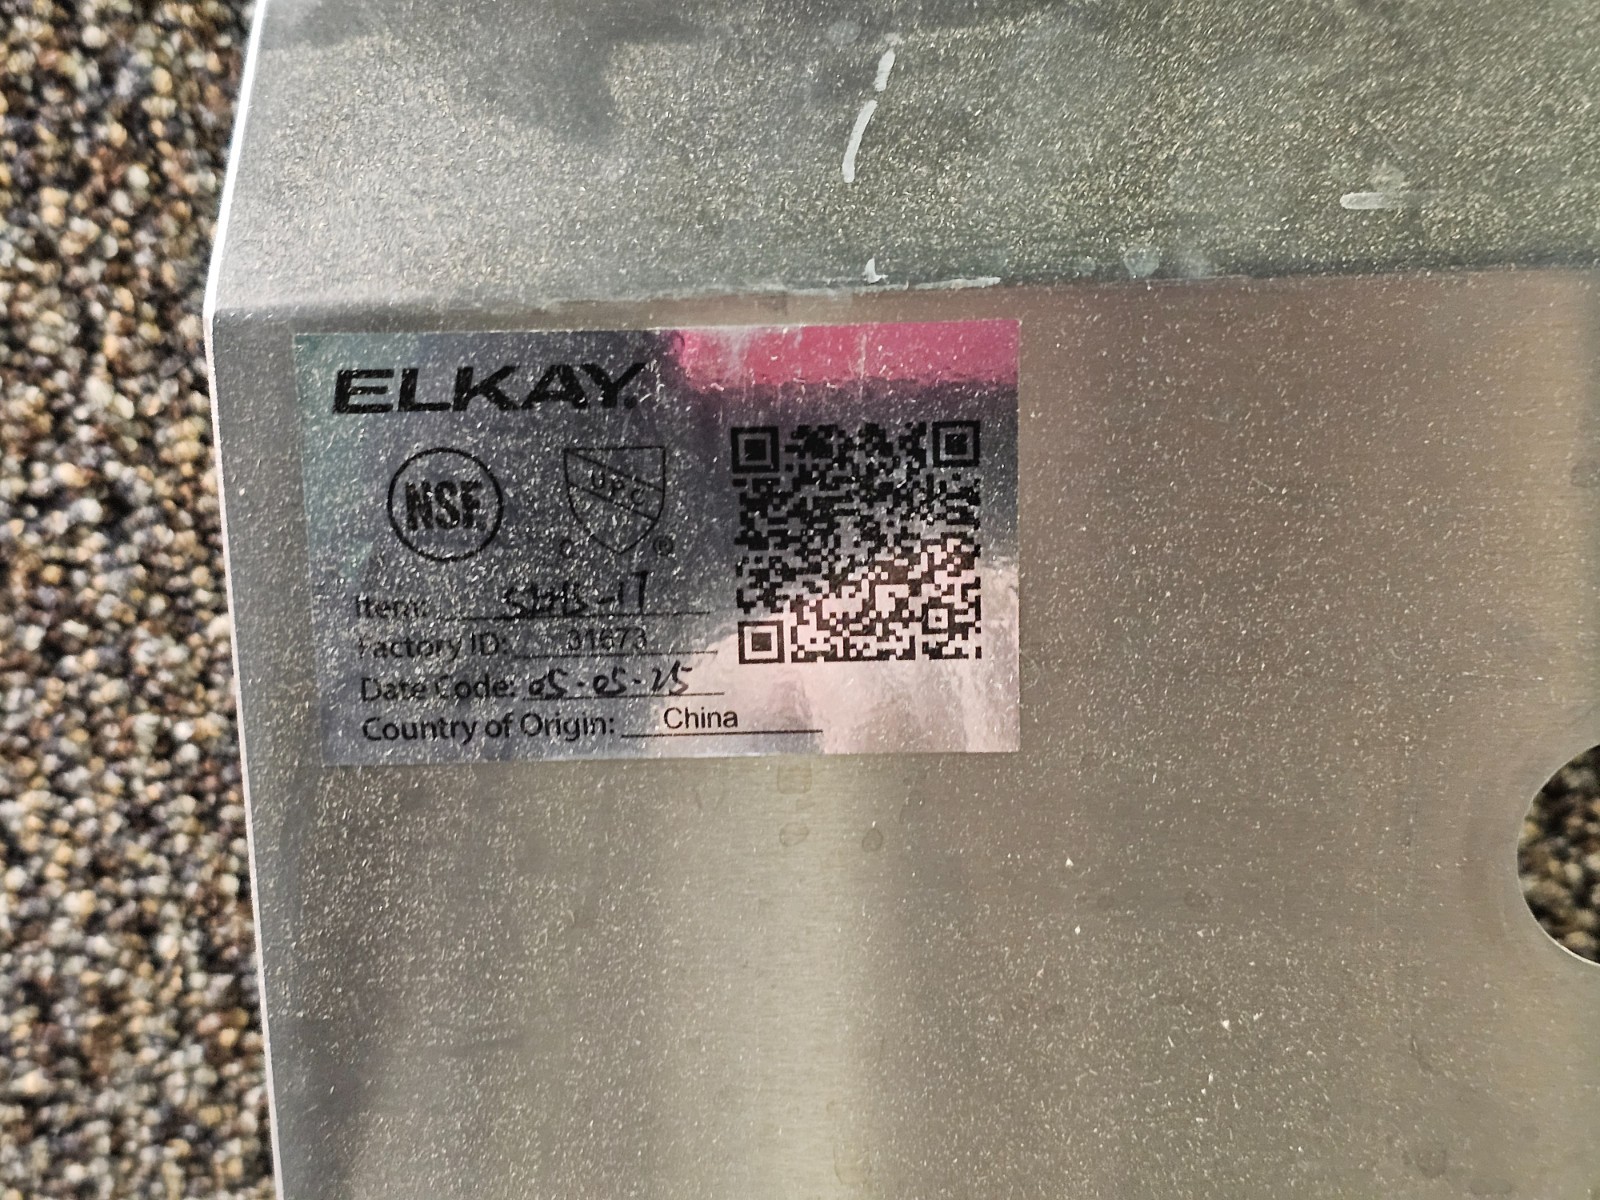 ELKAY.
NSF.
UPC
C ®
Item:
Factory ID: 31673
Date Code: 05-05-25
Country of Origin: China